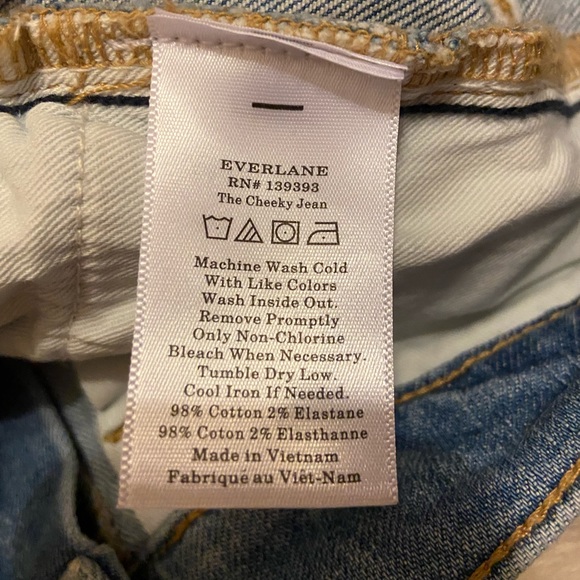 EVERLANE
RN# 139393
The Cheeky Jean
Machine Wash Cold
With Like Colors
Wash Inside Out.
Remove Promptly
Only Non-Chlorine
Bleach When Necessary.
Tumble Dry Low.
Cool Iron If Needed.
98% Cotton 2% Elastane
98% Coton 2% Elasthanne
Made in Vietnam
Fabriqué au Viêt-Nam